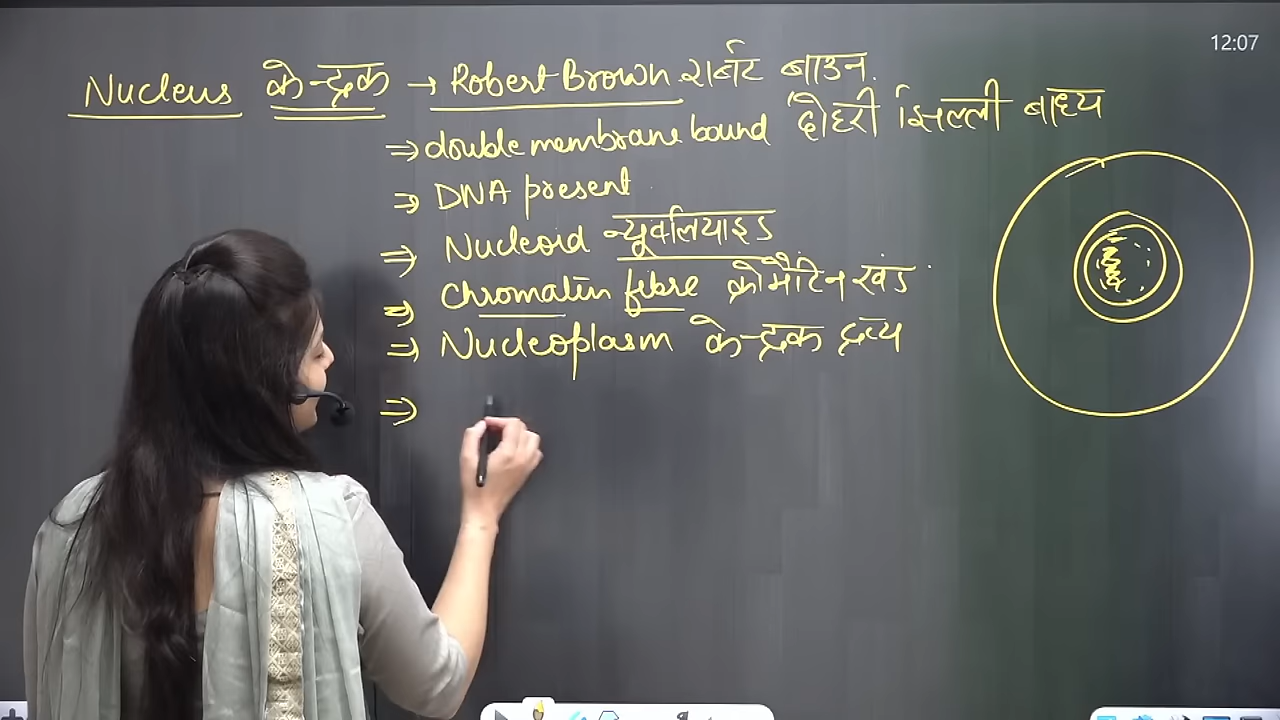 12:07
Nucleus केन्द्रक → Robert Brown रार्बट ब्राउन.
⇒ double membrane bound दोहरी झिल्ली बाध्य
⇒ DNA present
⇒ Nucleoid न्यूक्लियाइड
⇒ Chromatin fibre क्रोमैटिन खंड
⇒ Nucleoplasm केन्द्रक द्रव्य
⇒